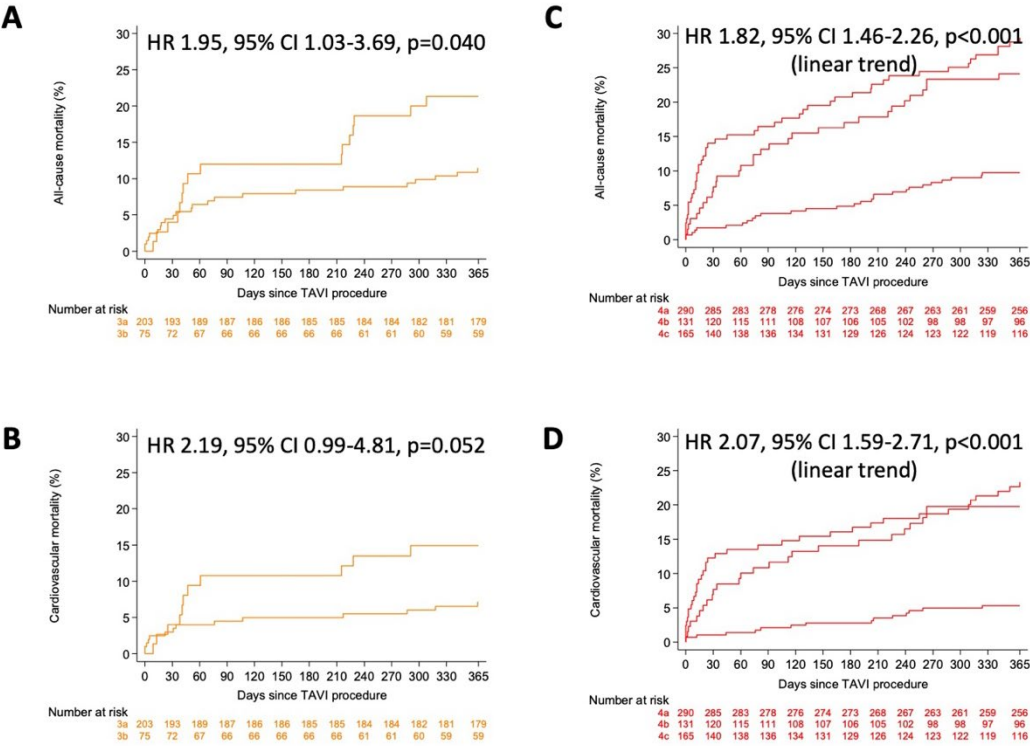 A
HR 1.95, 95% CI 1.03-3.69, p=0.040
All-cause mortality (%)
30
25
20
15
10
5
0
0 30 60 90 120 150 180 210 240 270 300 330 365
Days since TAVI procedure
Number at risk
3a 203 193 189 187 186 186 185 185 184 184 182 181 179
3b 75 72 67 66 66 66 66 66 61 61 60 59 59
C
HR 1.82, 95% CI 1.46-2.26, p<0.001
(linear trend)
All-cause mortality (%)
30
25
20
15
10
5
0
0 30 60 90 120 150 180 210 240 270 300 330 365
Days since TAVI procedure
Number at risk
4a 290 285 283 278 276 274 273 268 267 263 261 259 256
4b 131 120 115 111 108 107 106 105 102 98 98 97 96
4c 165 140 138 136 134 131 129 126 124 123 122 119 116
B
HR 2.19, 95% CI 0.99-4.81, p=0.052
Cardiovascular mortality (%)
30
25
20
15
10
5
0
0 30 60 90 120 150 180 210 240 270 300 330 365
Days since TAVI procedure
Number at risk
3a 203 193 189 187 186 186 185 185 184 184 182 181 179
3b 75 72 67 66 66 66 66 66 61 61 60 59 59
D
HR 2.07, 95% CI 1.59-2.71, p<0.001
(linear trend)
Cardiovascular mortality (%)
30
25
20
15
10
5
0
0 30 60 90 120 150 180 210 240 270 300 330 365
Days since TAVI procedure
Number at risk
4a 290 285 283 278 276 274 273 268 267 263 261 259 256
4b 131 120 115 111 108 107 106 105 102 98 98 97 96
4c 165 140 138 136 134 131 129 126 124 123 122 119 116